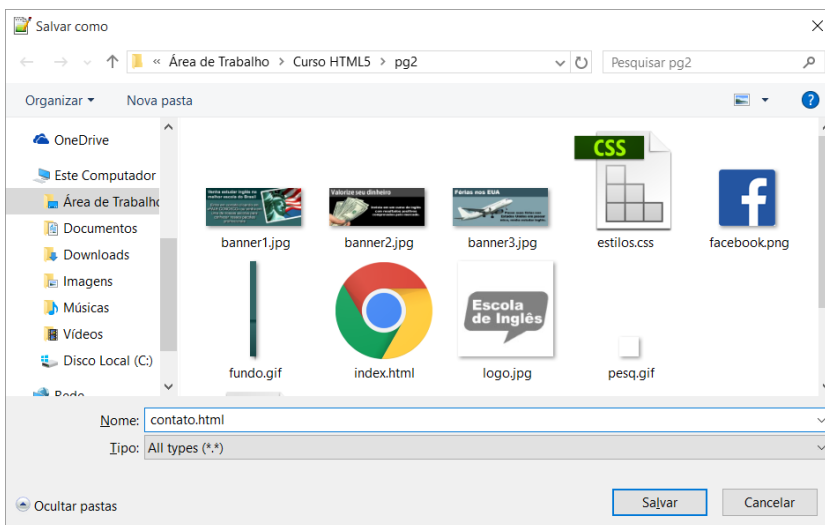 Salvar como
« Área de Trabalho > Curso HTML5 > pg2
Pesquisar pg2
Organizar
Nova pasta
OneDrive
Este Computador
Área de Trabalho
Documentos
Downloads
Imagens
Músicas
Vídeos
Disco Local (C:)
Rede
Valorize seu dinheiro
Férias nos EUA
CSS
banner1.jpg
banner2.jpg
banner3.jpg
estilos.css
facebook.png
Escola
de Inglês
fundo.gif
index.html
logo.jpg
pesq.gif
Nome: contato.html
Tipo: All types (*.*)
Ocultar pastas
Salvar
Cancelar